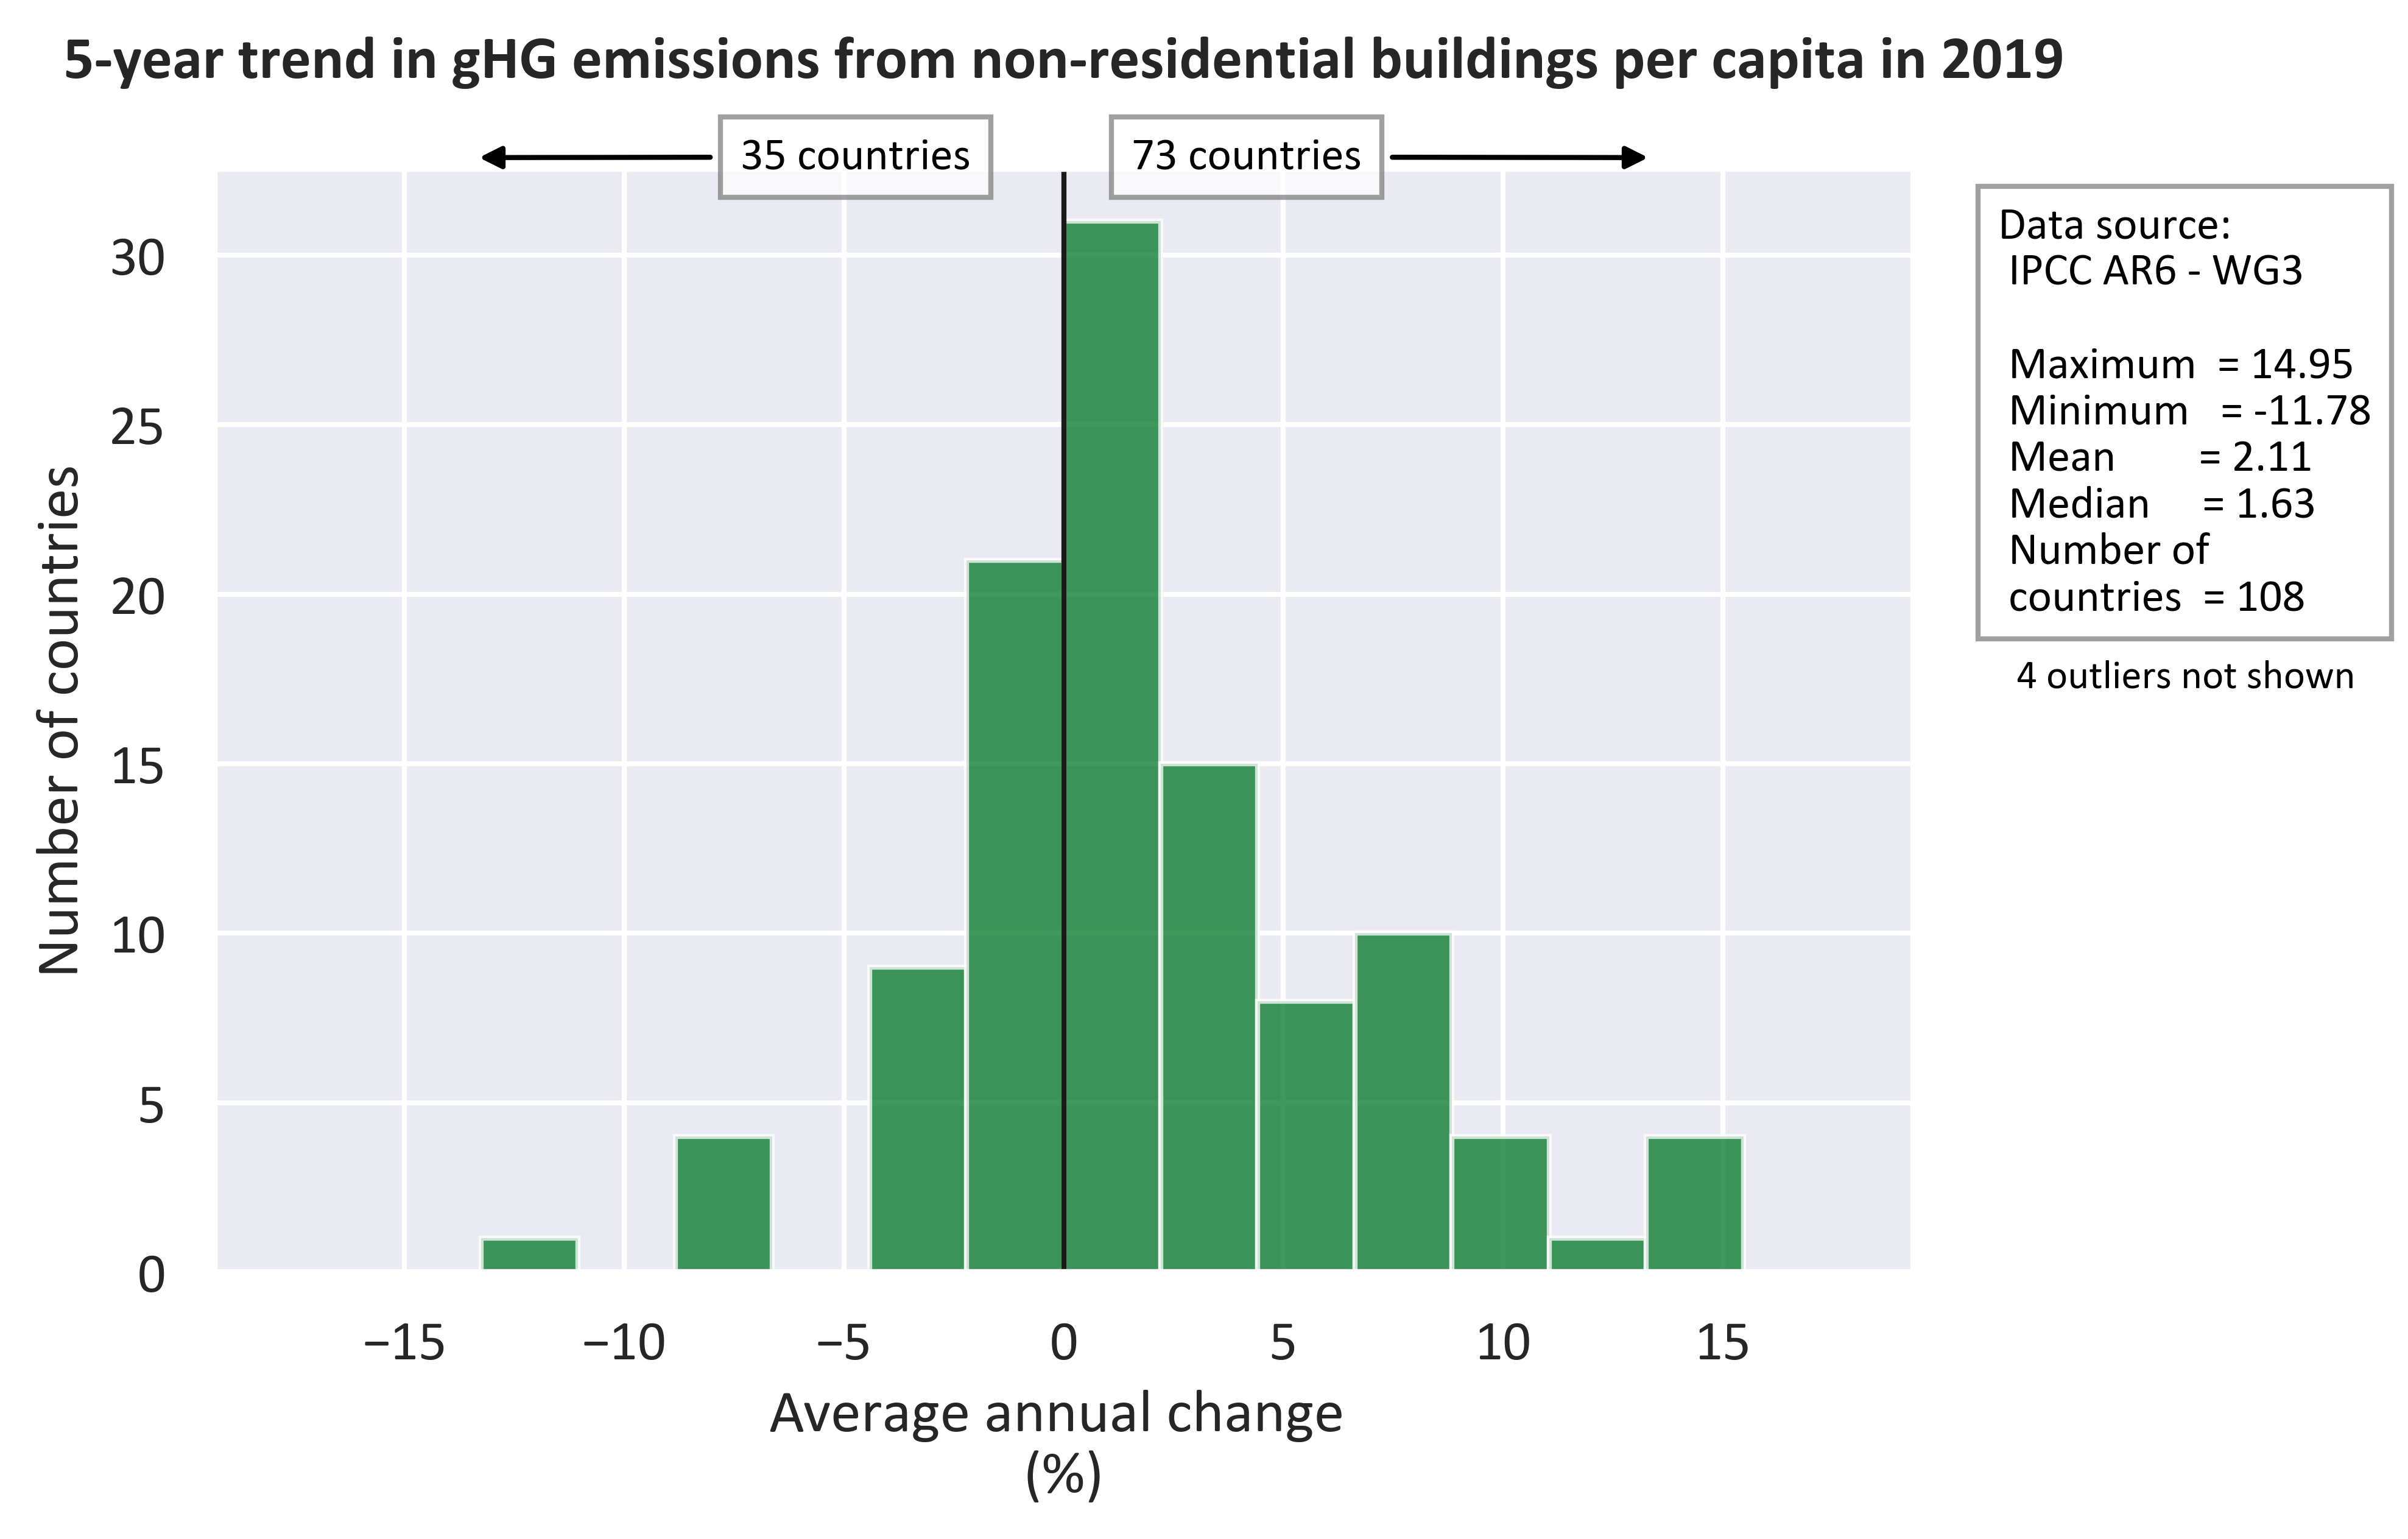 5-year trend in gHG emissions from non-residential buildings per capita in 2019
35 countries
73 countries
Number of countries
30
25
20
15
10
5
0
−15
−10
−5
0
5
10
15
Average annual change
(%)
Data source:
IPCC AR6 - WG3
Maximum = 14.95
Minimum = -11.78
Mean = 2.11
Median = 1.63
Number of
countries = 108
4 outliers not shown